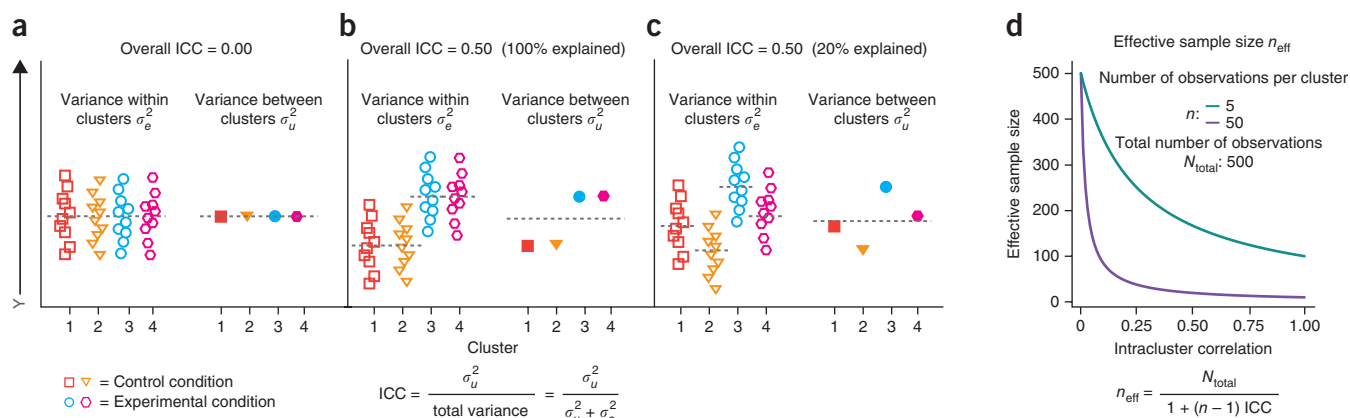 a
Overall ICC = 0.00
Variance within
clusters σ²ₑ
Variance between
clusters σ²ᵤ
Y
1 2 3 4
1 2 3 4
b
Overall ICC = 0.50 (100% explained)
Variance within
clusters σ²ₑ
Variance between
clusters σ²ᵤ
1 2 3 4
1 2 3 4
c
Overall ICC = 0.50 (20% explained)
Variance within
clusters σ²ₑ
Variance between
clusters σ²ᵤ
1 2 3 4
1 2 3 4
Cluster
= Control condition
= Experimental condition
ICC = σ²ᵤ / total variance = σ²ᵤ / σ²ᵤ + σ²ₑ
d
Effective sample size n_eff
Number of observations per cluster
n: 5
50
Total number of observations
N_total: 500
Effective sample size
500
400
300
200
100
0
0 0.25 0.50 0.75 1.00
Intracluster correlation
n_eff = N_total / 1 + (n – 1) ICC